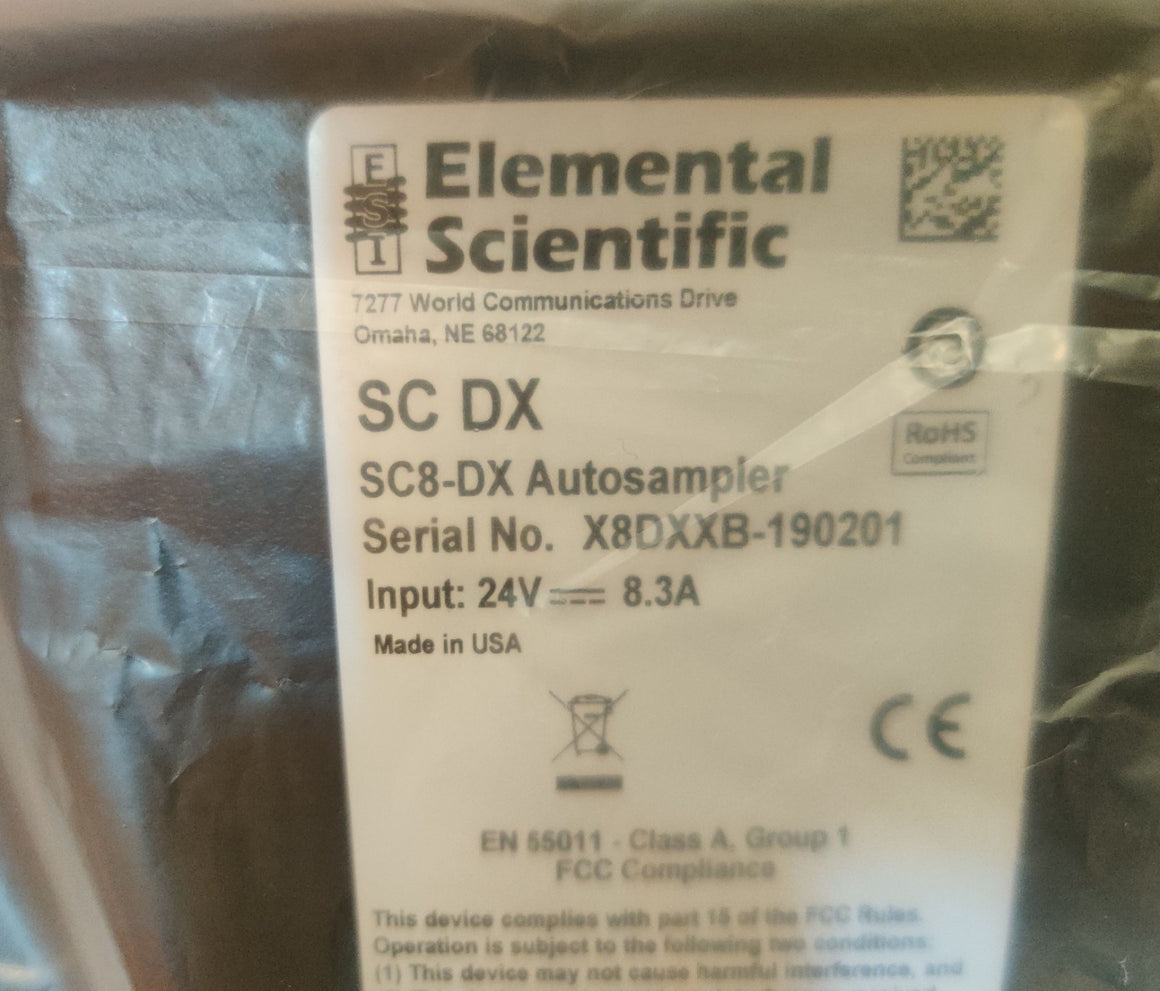 ESI
Elemental
Scientific
7277 World Communications Drive
Omaha, NE 68122
SC DX
SC8-DX Autosampler
Serial No. X8DXXB-190201
Input: 24V⎓ 8.3A
Made in USA
RoHS
Compliant
CE
EN 55011 - Class A, Group 1
FCC Compliance
This device complies with part 15 of the FCC Rules.
Operation is subject to the following two conditions:
(1) This device may not cause harmful interference, and